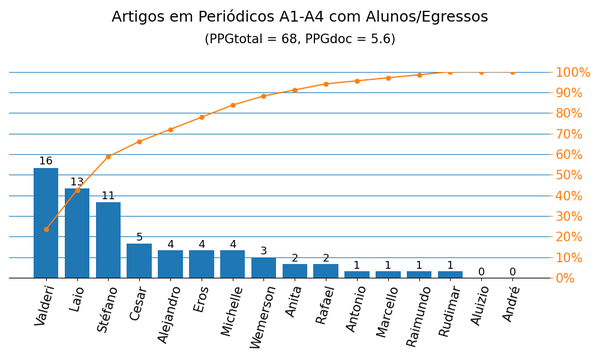 Artigos em Periódicos A1-A4 com Alunos/Egressos
(PPGtotal = 68, PPGdoc = 5.6)
100%
90%
80%
70%
60%
50%
40%
30%
20%
10%
0%
16
13
11
5
4
4
4
3
2
2
1
1
1
1
0
0
Valderi
Laio
Stéfano
Cesar
Alejandro
Eros
Michelle
Wemerson
Anita
Rafael
Antonio
Marcello
Raimundo
Rudimar
Aluizio
André